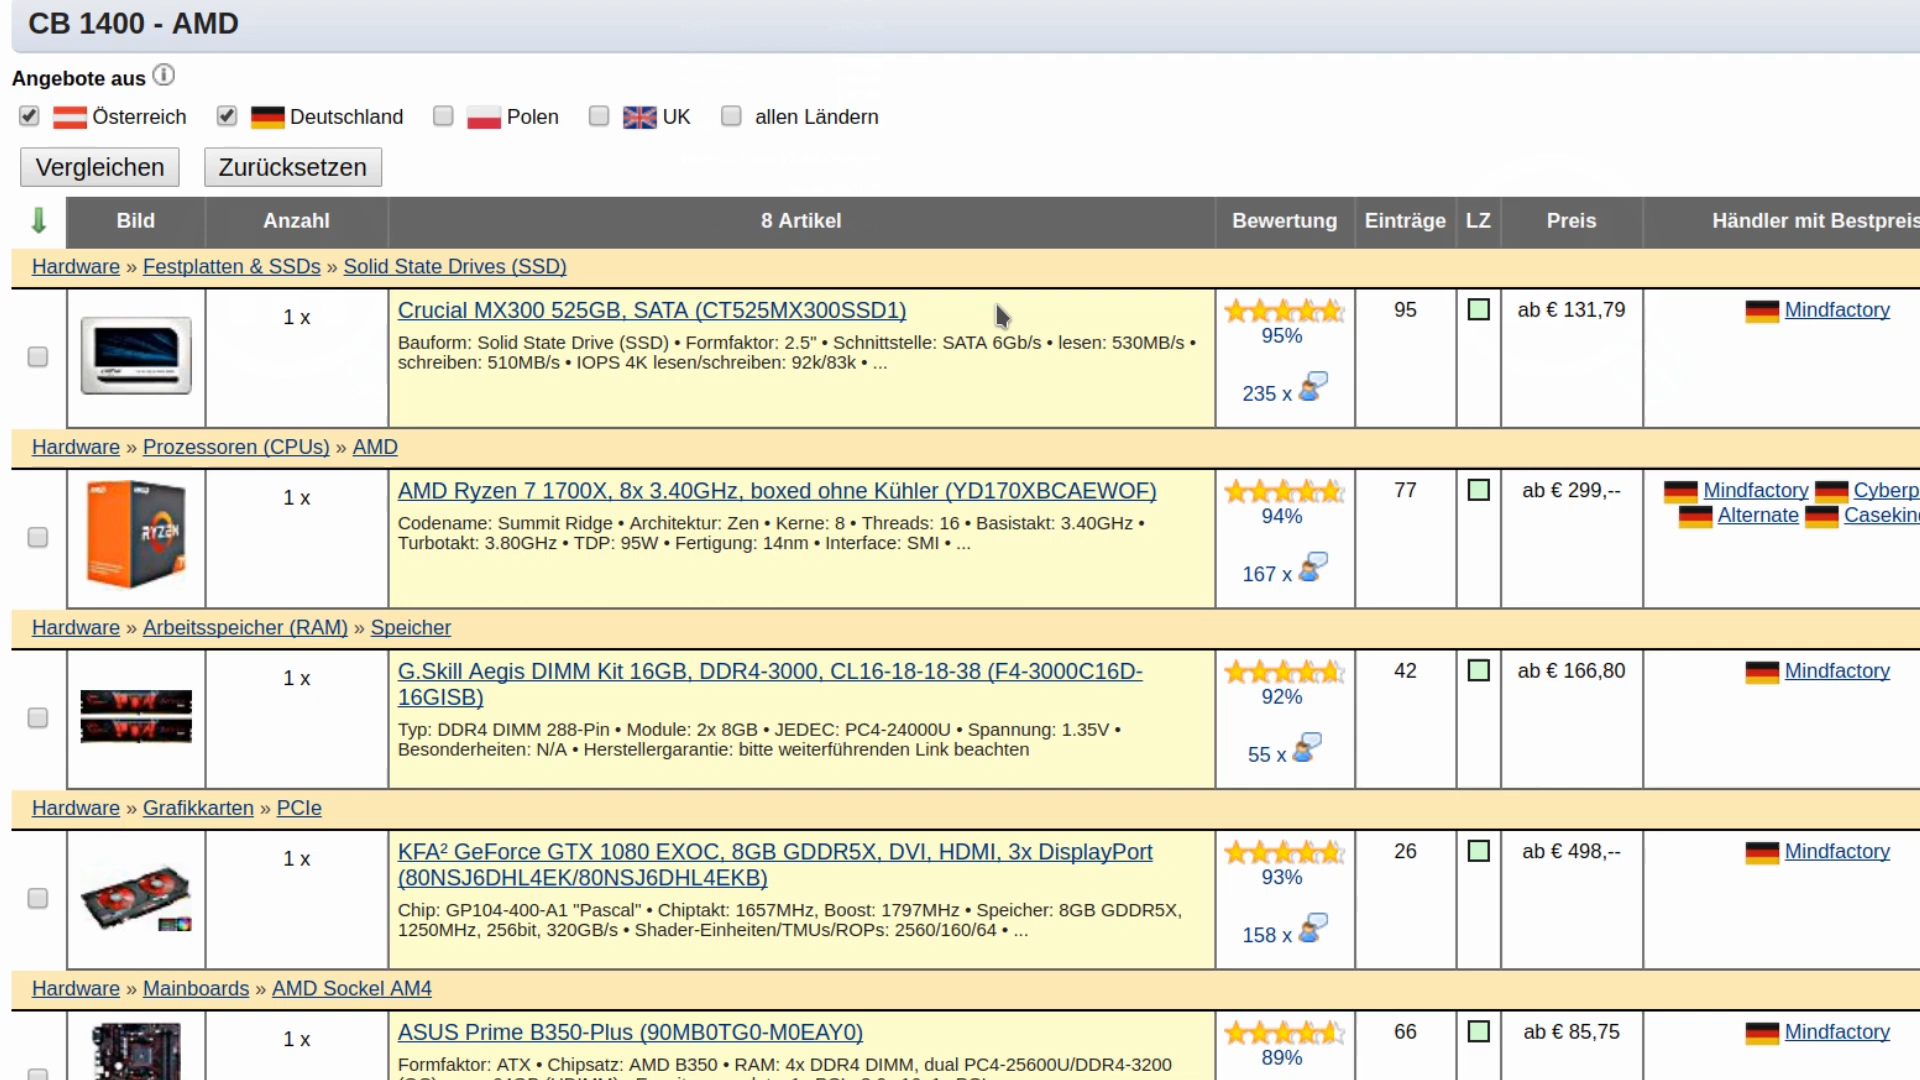 CB 1400 - AMD
Angebote aus
Österreich Deutschland Polen UK allen Ländern
Vergleichen Zurücksetzen
Bild Anzahl 8 Artikel Bewertung Einträge LZ Preis Händler mit Bestpreis
Hardware » Festplatten & SSDs » Solid State Drives (SSD)
1 x Crucial MX300 525GB, SATA (CT525MX300SSD1) 95 ab € 131,79 Mindfactory
95%
Bauform: Solid State Drive (SSD) • Formfaktor: 2.5" • Schnittstelle: SATA 6Gb/s • lesen: 530MB/s •
schreiben: 510MB/s • IOPS 4K lesen/schreiben: 92k/83k • ...
235 x
Hardware » Prozessoren (CPUs) » AMD
RYZEN
1 x AMD Ryzen 7 1700X, 8x 3.40GHz, boxed ohne Kühler (YD170XBCAEWOF) 77 ab € 299,-- Mindfactory Cyberp
94% Alternate Casekin
Codename: Summit Ridge • Architektur: Zen • Kerne: 8 • Threads: 16 • Basistakt: 3.40GHz •
Turbotakt: 3.80GHz • TDP: 95W • Fertigung: 14nm • Interface: SMI • ...
167 x
Hardware » Arbeitsspeicher (RAM) » Speicher
1 x G.Skill Aegis DIMM Kit 16GB, DDR4-3000, CL16-18-18-38 (F4-3000C16D- 42 ab € 166,80 Mindfactory
16GISB) 92%
Typ: DDR4 DIMM 288-Pin • Module: 2x 8GB • JEDEC: PC4-24000U • Spannung: 1.35V •
Besonderheiten: N/A • Herstellergarantie: bitte weiterführenden Link beachten
55 x
Hardware » Grafikkarten » PCIe
1 x KFA² GeForce GTX 1080 EXOC, 8GB GDDR5X, DVI, HDMI, 3x DisplayPort 26 ab € 498,-- Mindfactory
(80NSJ6DHL4EK/80NSJ6DHL4EKB) 93%
Chip: GP104-400-A1 "Pascal" • Chiptakt: 1657MHz, Boost: 1797MHz • Speicher: 8GB GDDR5X,
1250MHz, 256bit, 320GB/s • Shader-Einheiten/TMUs/ROPs: 2560/160/64 • ...
158 x
Hardware » Mainboards » AMD Sockel AM4
1 x ASUS Prime B350-Plus (90MB0TG0-M0EAY0) 66 ab € 85,75 Mindfactory
89%
Formfaktor: ATX • Chipsatz: AMD B350 • RAM: 4x DDR4 DIMM, dual PC4-25600U/DDR4-3200